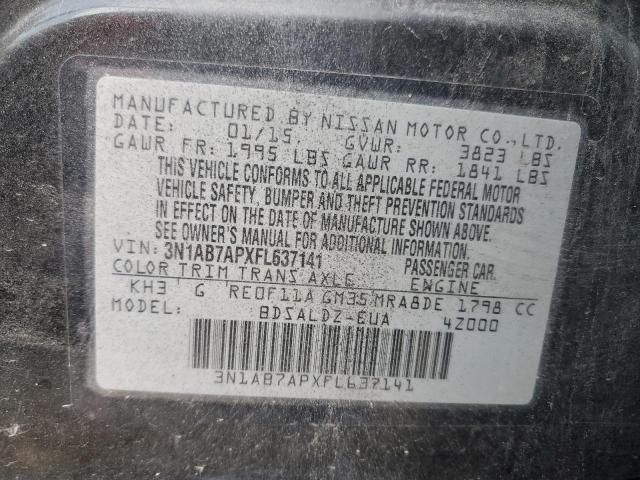 MANUFACTURED BY NISSAN MOTOR CO., LTD.
DATE: 01/15 GVWR: 3823 LBS
GAWR FR: 1995 LBS GAWR RR: 1841 LBS
THIS VEHICLE CONFORMS TO ALL APPLICABLE FEDERAL MOTOR
VEHICLE SAFETY, BUMPER AND THEFT PREVENTION STANDARDS
IN EFFECT ON THE DATE OF MANUFACTURE SHOWN ABOVE.
SEE OWNER'S MANUAL FOR ADDITIONAL INFORMATION.
VIN: 3N1AB7APXFL637141 PASSENGER CAR.
COLOR TRIM TRANS AXLE ENGINE
KH3 G RE0F11A GM35 MRA8DE 1798 CC
MODEL: BDSALDZ-EUA 4Z000
3N1AB7APXFL637141